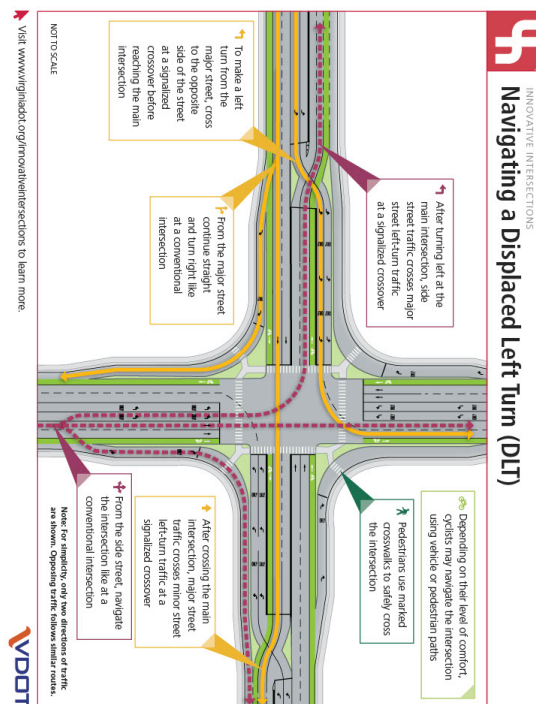 INNOVATIVE INTERSECTIONS
Navigating a Displaced Left Turn (DLT)
After turning left at the
main intersection, side
street traffic crosses major
street left-turn traffic
at a signalized crossover
Depending on their level of comfort,
cyclists may navigate the intersection
using vehicle or pedestrian paths
Pedestrians use marked
crosswalks to safely cross
the intersection
To make a left
turn from the
major street, cross
to the opposite
side of the street
at a signalized
crossover before
reaching the main
intersection
From the major street
continue straight
and turn right like
at a conventional
intersection
After crossing the main
intersection, major street
traffic crosses minor street
left-turn traffic at a
signalized crossover
From the side street, navigate
the intersection like at a
conventional intersection
NOT TO SCALE
Note: For simplicity, only two directions of traffic
are shown. Opposing traffic follows similar routes.
Visit www.virginiadot.org/innovativeintersections to learn more.
VDOT